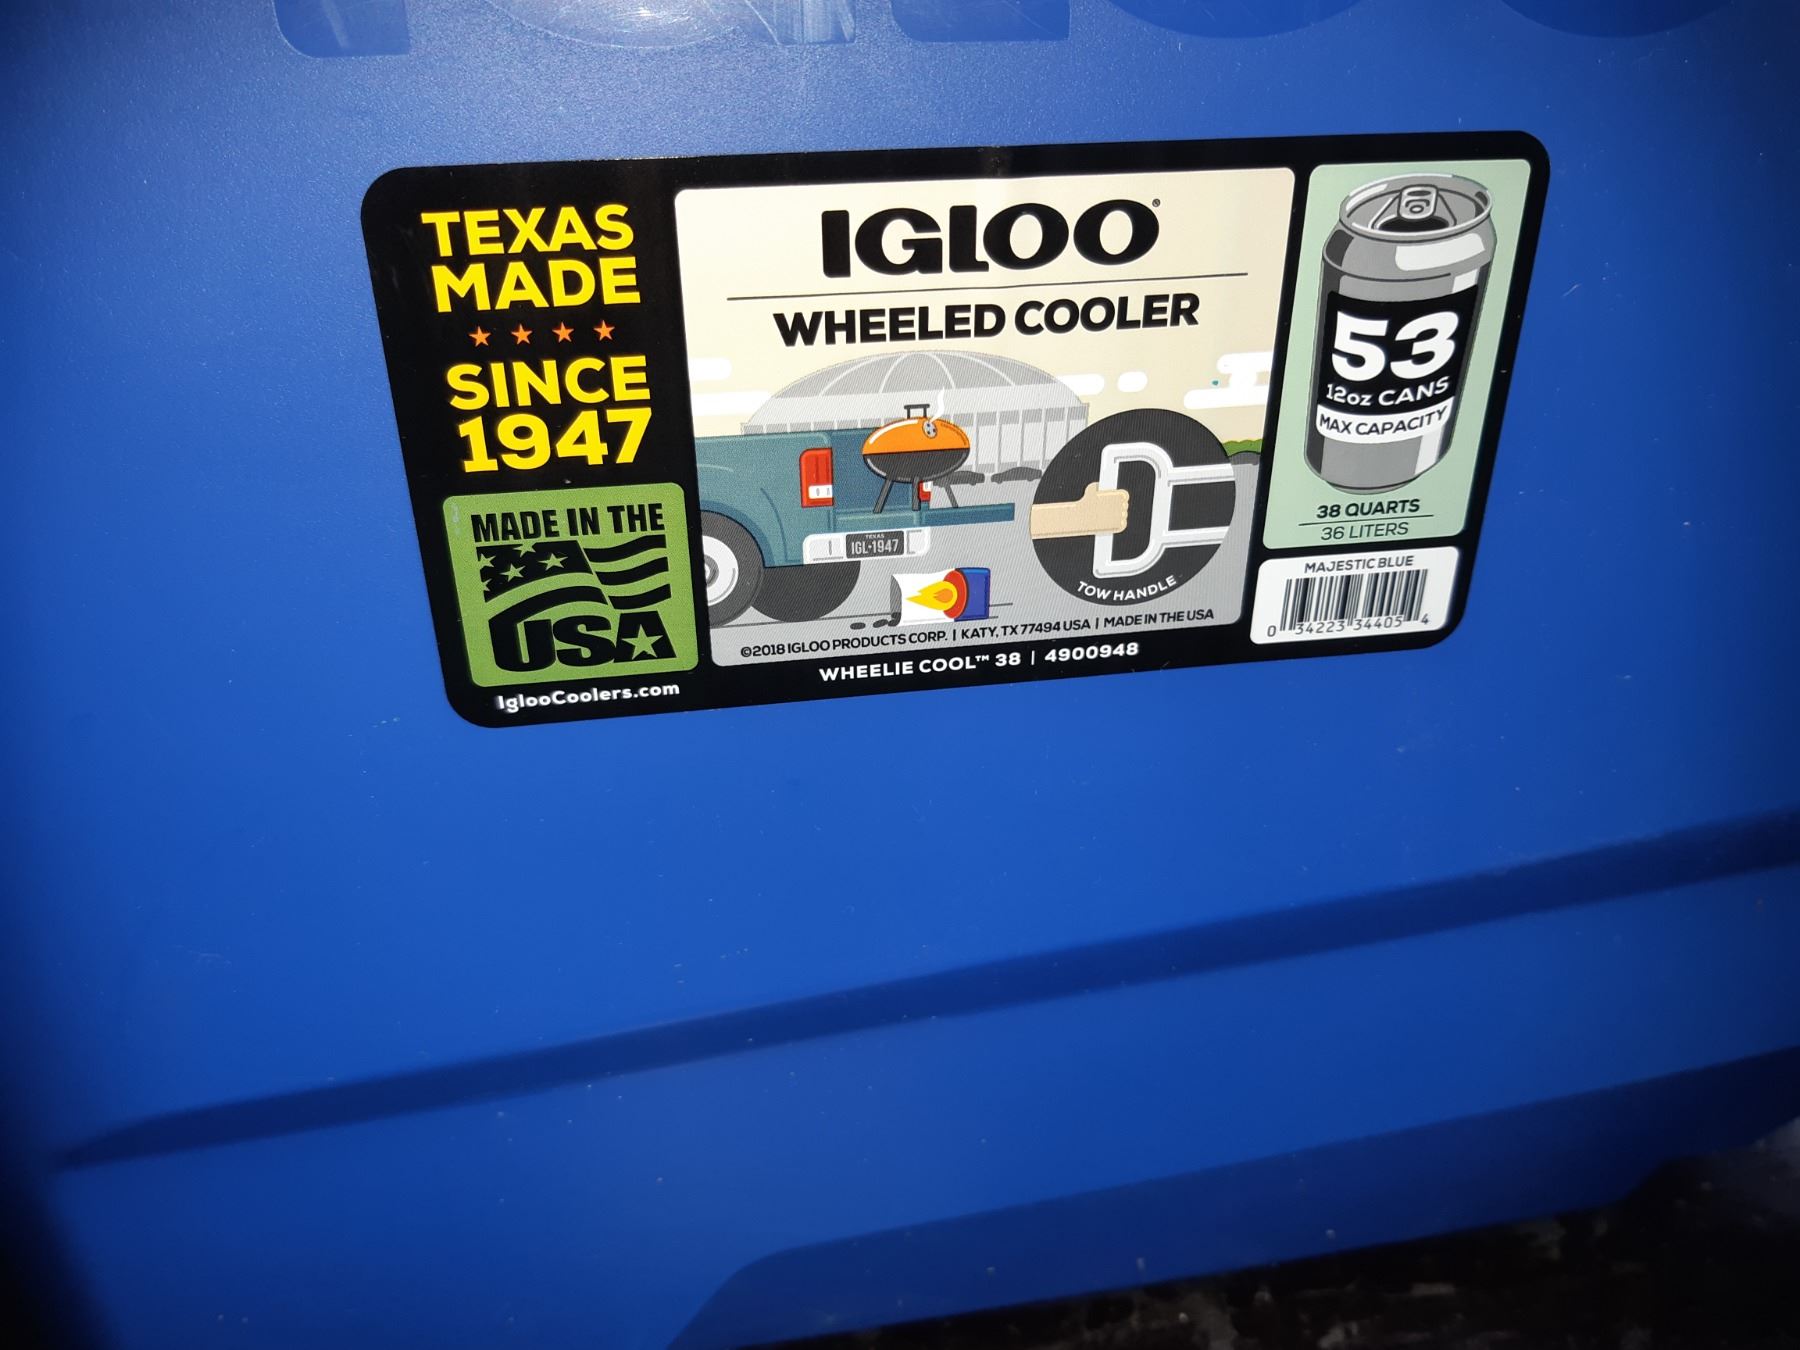 TEXAS
MADE
SINCE
1947
MADE IN THE
USA
IglooCoolers.com
IGLOO®
WHEELED COOLER
TEXAS
IGL·1947
TOW HANDLE
©2018 IGLOO PRODUCTS CORP. | KATY, TX 77494 USA | MADE IN THE USA
WHEELIE COOL™ 38 | 4900948
53
12oz CANS
MAX CAPACITY
38 QUARTS
36 LITERS
MAJESTIC BLUE
0 34223 34405 4